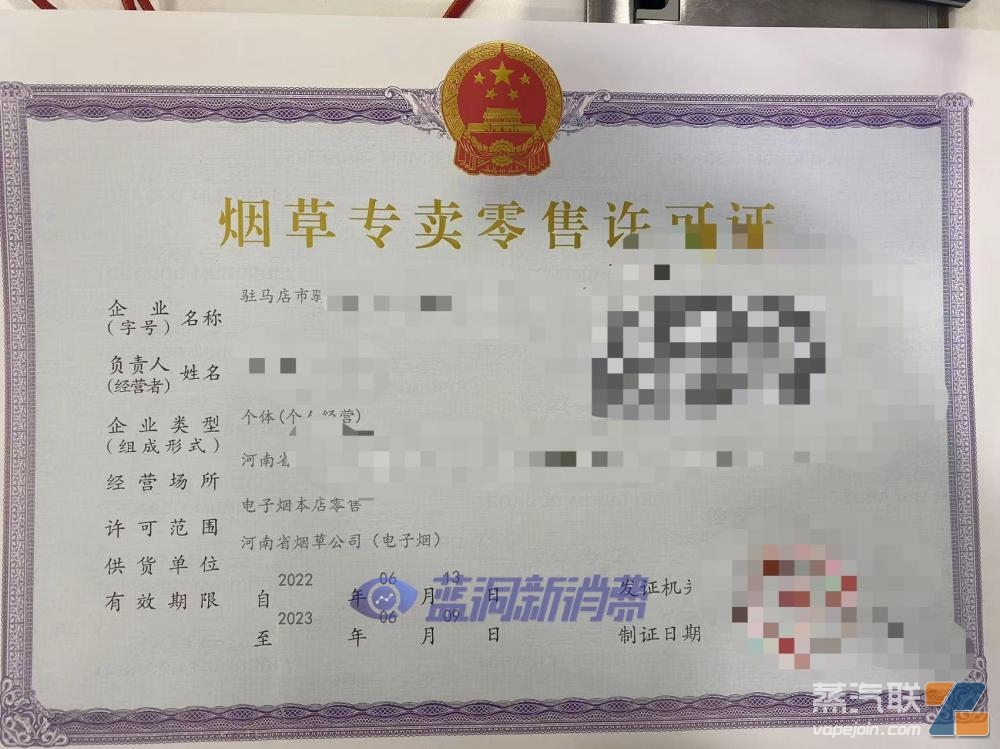 烟草专卖零售许可证
企业
(字号) 名称
驻马店市
负责人
(经营者) 姓名
企业类型
(组成形式)
个体(个人经营)
经营场所
河南省
许可范围
电子烟本店零售
供货单位
河南省烟草公司（电子烟）
有效期限
自 2022 年 06 月 13 日
至 2023 年 06 月 09 日
发证机关
制证日期
蓝洞新消费
蒸汽联
vapejoin.com